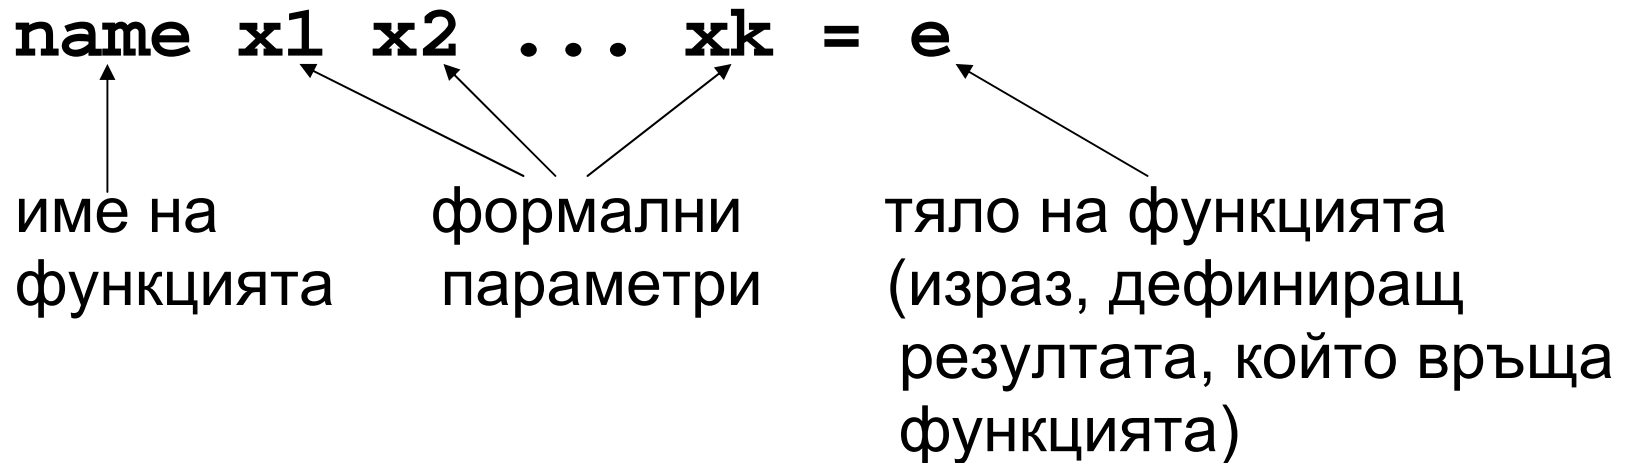 name x1 x2 ... xk = e
име на
функцията
формални
параметри
тяло на функцията
(израз, дефиниращ
резултата, който връща
функцията)